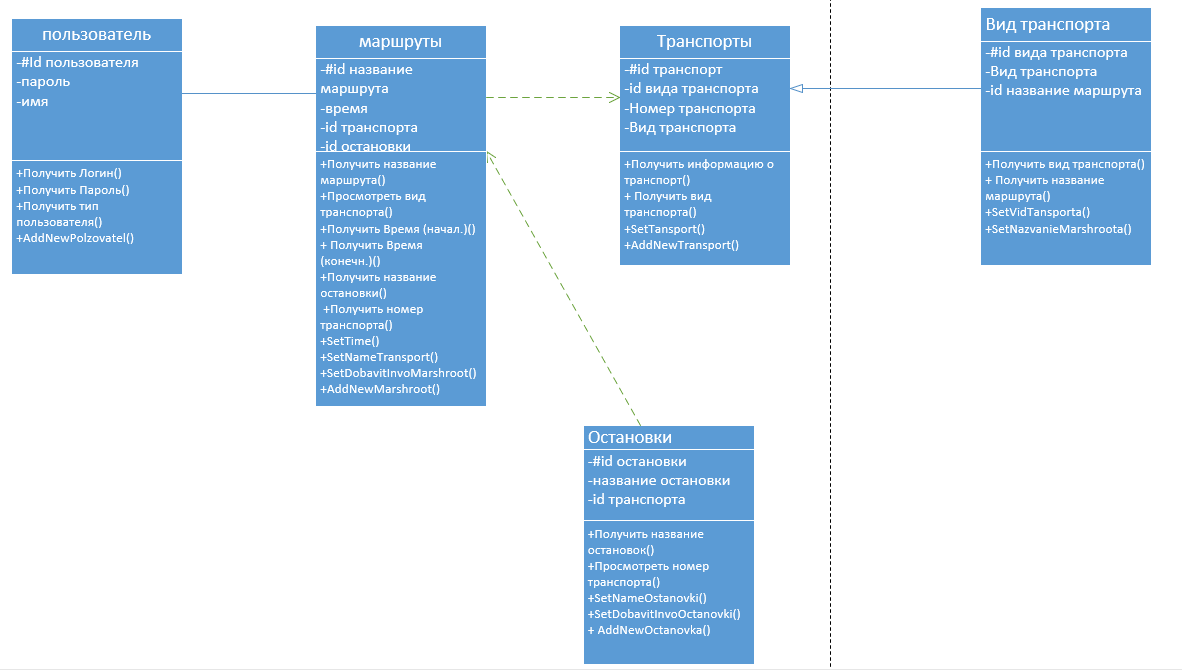 пользователь
-#Id пользователя
-пароль
-имя
+Получить Логин()
+Получить Пароль()
+Получить тип
пользователя()
+AddNewPolzovatel()
маршруты
-#id название
маршрута
-время
-id транспорта
-id остановки
+Получить название
маршрута()
+Просмотреть вид
транспорта()
+Получить Время (начал.)()
+ Получить Время
(конечн.)()
+Получить название
остановки()
+Получить номер
транспорта()
+SetTime()
+SetNameTransport()
+SetDobavitInvoMarshroot()
+AddNewMarshroot()
Транспорты
-#id транспорт
-id вида транспорта
-Номер транспорта
-Вид транспорта
+Получить информацию о
транспорт()
+ Получить вид
транспорта()
+SetTansport()
+AddNewTransport()
Вид транспорта
-#id вида транспорта
-Вид транспорта
-id название маршрута
+Получить вид транспорта()
+ Получить название
маршрута()
+SetVidTansporta()
+SetNazvanieMarshroota()
Остановки
-#id остановки
-название остановки
-id транспорта
+Получить название
остановок()
+Просмотреть номер
транспорта()
+SetNameOstanovki()
+SetDobavitInvoOctanovki()
+ AddNewOctanovka()